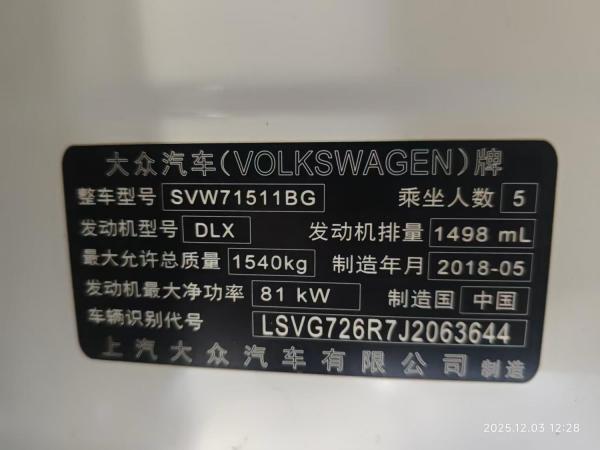 大众汽车(VOLKSWAGEN)牌
整车型号 SVW71511BG 乘坐人数 5
发动机型号 DLX 发动机排量 1498 mL
最大允许总质量 1540kg 制造年月 2018-05
发动机最大净功率 81 kW 制造国 中国
车辆识别代号 LSVG726R7J2063644
上汽大众汽车有限公司 制造
2025.12.03 12:28